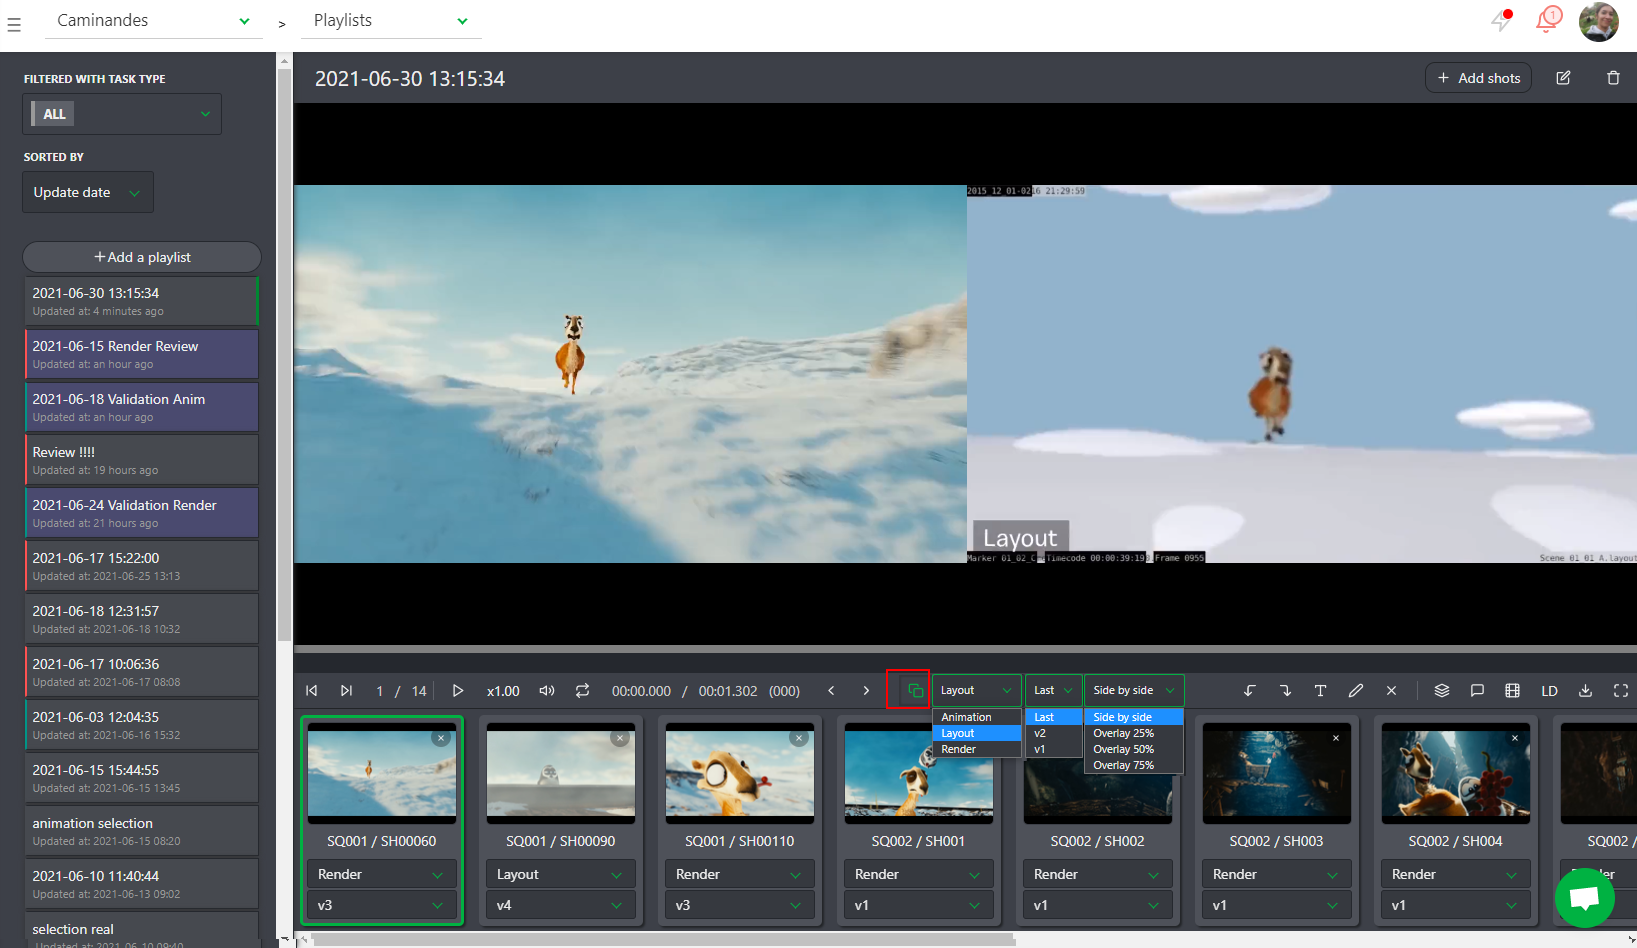 Caminandes
>
Playlists
1
FILTERED WITH TASK TYPE
ALL
SORTED BY
Update date
+ Add a playlist
2021-06-30 13:15:34
Updated at: 4 minutes ago
2021-06-15 Render Review
Updated at: an hour ago
2021-06-18 Validation Anim
Updated at: an hour ago
Review !!!!
Updated at: 19 hours ago
2021-06-24 Validation Render
Updated at: 21 hours ago
2021-06-17 15:22:00
Updated at: 2021-06-25 13:13
2021-06-18 12:31:57
Updated at: 2021-06-18 10:32
2021-06-17 10:06:36
Updated at: 2021-06-17 08:08
2021-06-03 12:04:35
Updated at: 2021-06-16 15:32
2021-06-15 15:44:55
Updated at: 2021-06-15 13:45
animation selection
Updated at: 2021-06-15 08:20
2021-06-10 11:40:44
Updated at: 2021-06-13 09:02
selection real
Updated at: 2021-06-10 09:40
2021-06-30 13:15:34
+ Add shots
2015_12_01-0216 21:29:59
Layout
Timecode 00:00:39:19
Frame 0955
Scene 01_01_A.layout
1 / 14
x1.00
00:00.000 / 00:01.302 (000)
Layout
Last
Side by side
LD
Animation
Layout
Render
Last
v2
v1
Side by side
Overlay 25%
Overlay 50%
Overlay 75%
SQ001 / SH00060
Render
v3
SQ001 / SH00090
Layout
v4
SQ001 / SH00110
Render
v3
SQ002 / SH001
Render
v1
SQ002 / SH002
Render
v1
SQ002 / SH003
Render
v1
SQ002 / SH004
Render
v1
SQ002 /